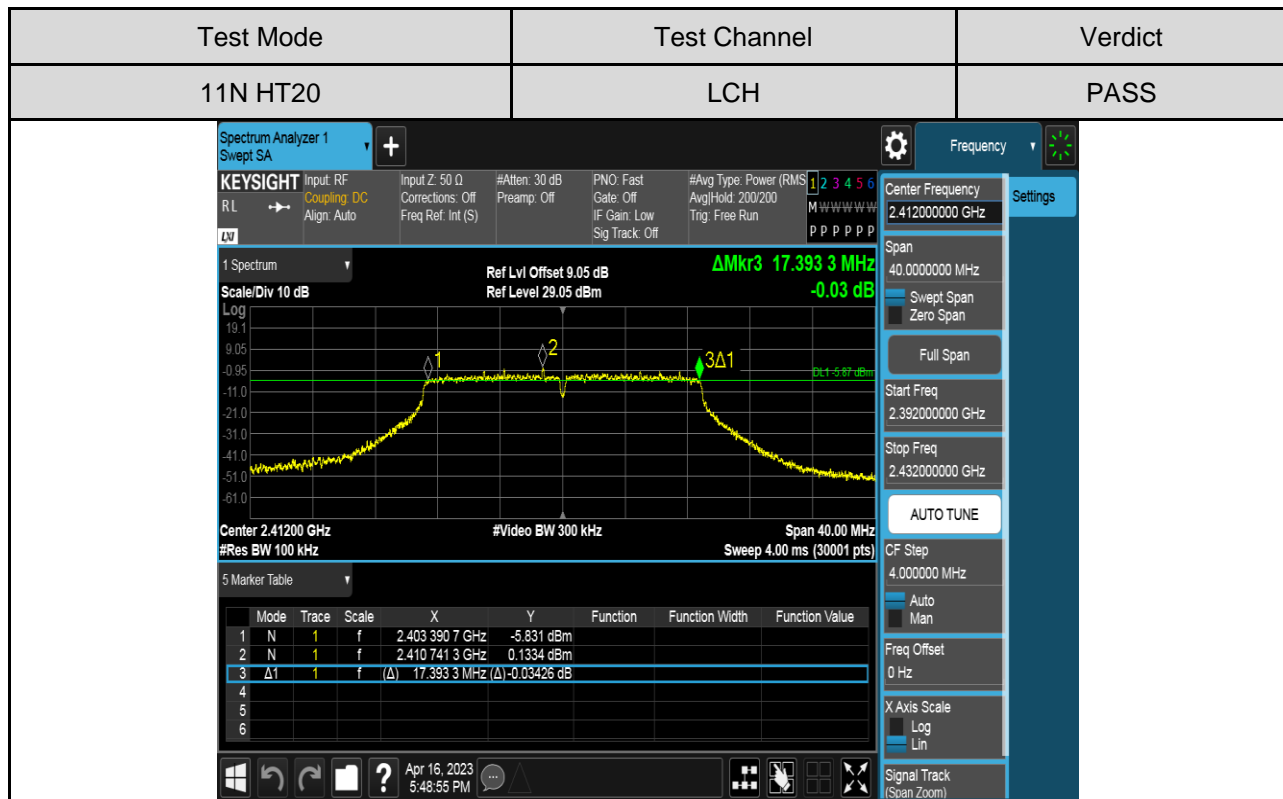 Test Mode Test Channel Verdict
11N HT20 LCH PASS
Spectrum Analyzer 1
Swept SA
+
Frequency
KEYSIGHT Input: RF Input Z: 50 Ω #Atten: 30 dB PNO: Fast #Avg Type: Power (RMS 1 2 3 4 5 6
RL Coupling: DC Corrections: Off Preamp: Off Gate: Off Avg|Hold: 200/200 M W W W W W
Align: Auto Freq Ref: Int (S) IF Gain: Low Trig: Free Run
LXI Sig Track: Off P P P P P P
1 Spectrum Ref Lvl Offset 9.05 dB ΔMkr3 17.393 3 MHz
Scale/Div 10 dB Ref Level 29.05 dBm -0.03 dB
Log
19.1
9.05
-0.95
-11.0
-21.0
-31.0
-41.0
-51.0
-61.0
1 2 3Δ1
DL1 -5.87 dBm
Center 2.41200 GHz #Video BW 300 kHz Span 40.00 MHz
#Res BW 100 kHz Sweep 4.00 ms (30001 pts)
5 Marker Table
Mode Trace Scale X Y Function Function Width Function Value
1 N 1 f 2.403 390 7 GHz -5.831 dBm
2 N 1 f 2.410 741 3 GHz 0.1334 dBm
3 Δ1 1 f (Δ) 17.393 3 MHz (Δ) -0.03426 dB
4
5
6
?
Apr 16, 2023
5:48:55 PM
Center Frequency
2.412000000 GHz
Settings
Span
40.0000000 MHz
Swept Span
Zero Span
Full Span
Start Freq
2.392000000 GHz
Stop Freq
2.432000000 GHz
AUTO TUNE
CF Step
4.000000 MHz
Auto
Man
Freq Offset
0 Hz
X Axis Scale
Log
Lin
Signal Track
(Span Zoom)